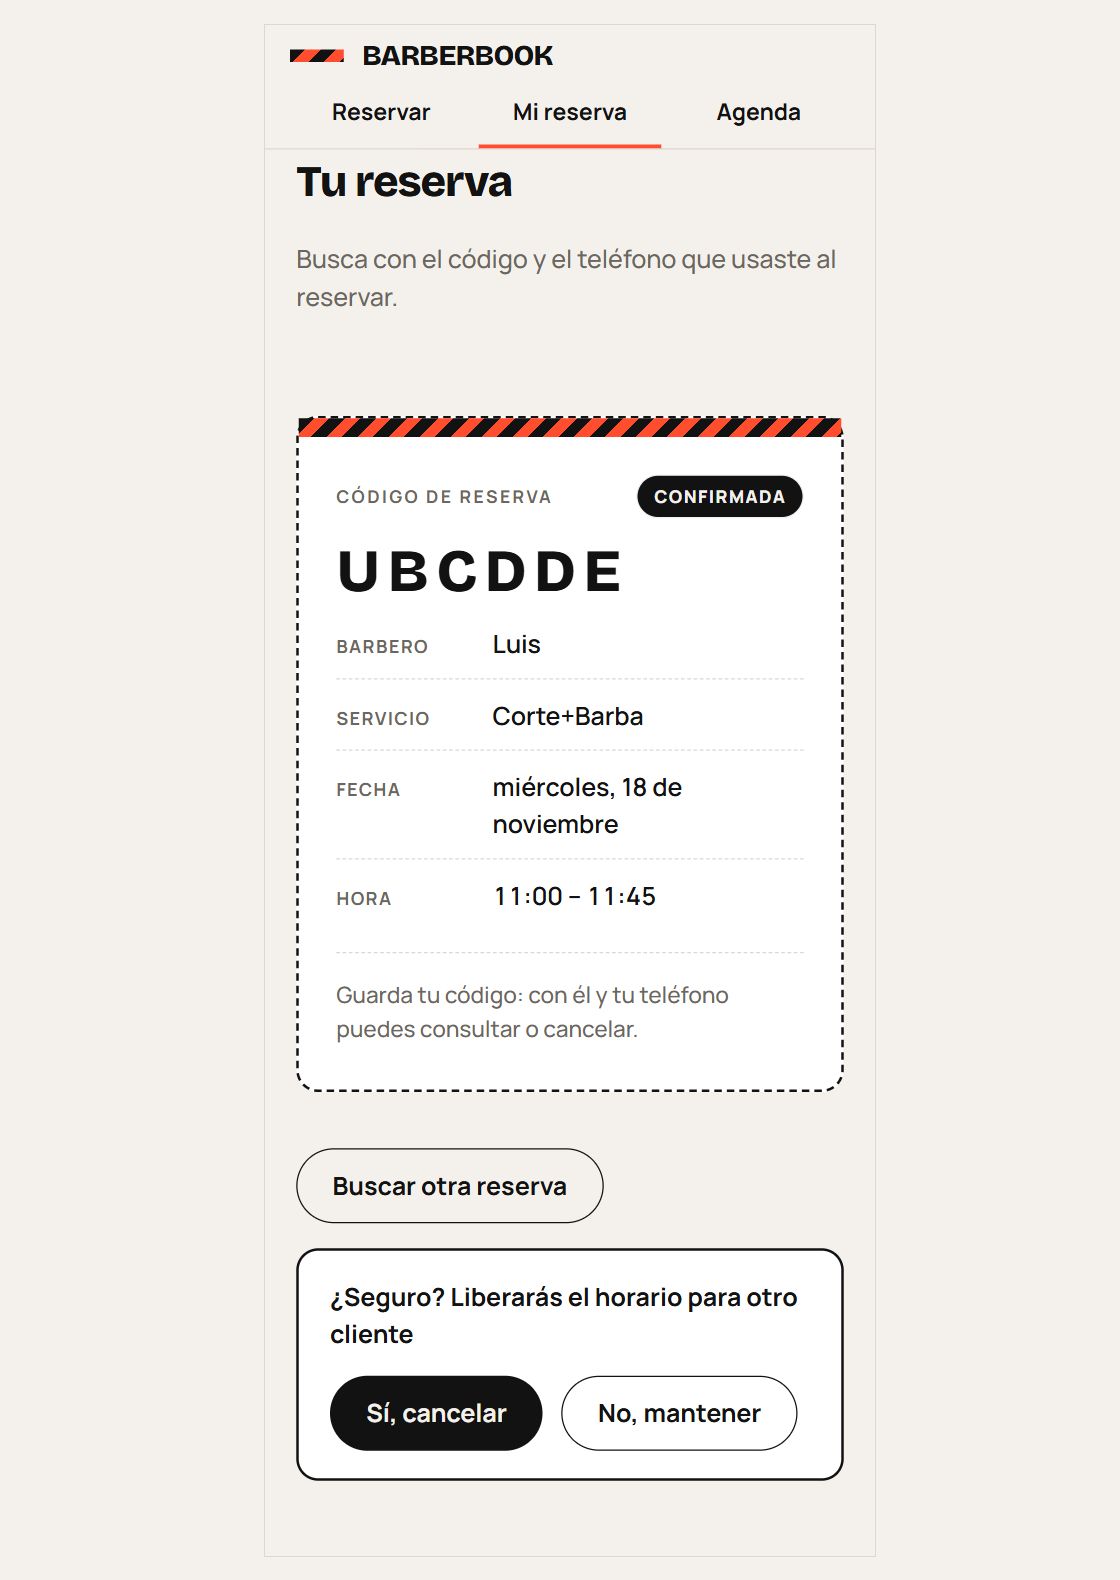 BARBERBOOK
Reservar Mi reserva Agenda
Tu reserva
Busca con el código y el teléfono que usaste al
reservar.
CÓDIGO DE RESERVA CONFIRMADA
UBCDDE
BARBERO Luis
SERVICIO Corte+Barba
FECHA miércoles, 18 de
noviembre
HORA 11:00 – 11:45
Guarda tu código: con él y tu teléfono
puedes consultar o cancelar.
Buscar otra reserva
¿Seguro? Liberarás el horario para otro
cliente
Sí, cancelar No, mantener